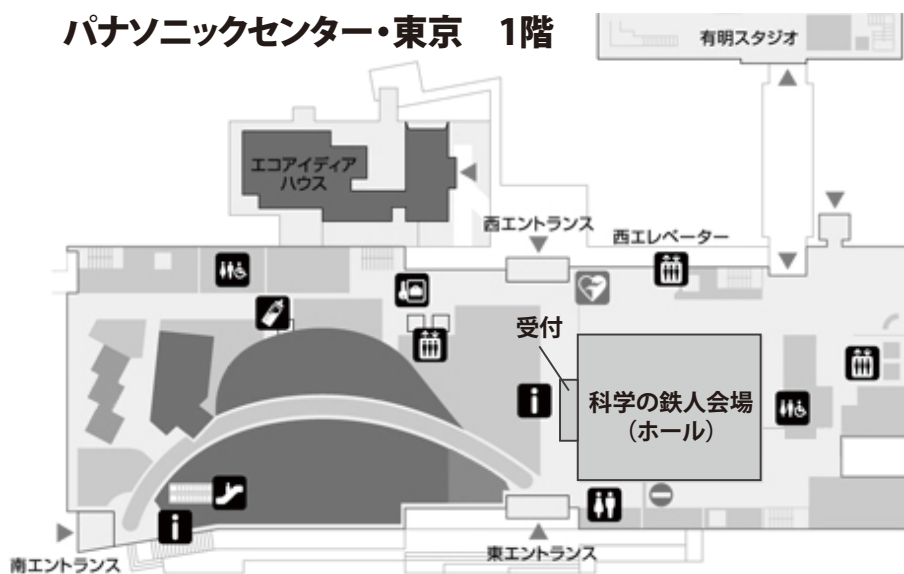 パナソニックセンター・東京　1階
有明スタジオ
エコアイディア
ハウス
西エントランス
西エレベーター
受付
科学の鉄人会場
（ホール）
南エントランス
東エントランス